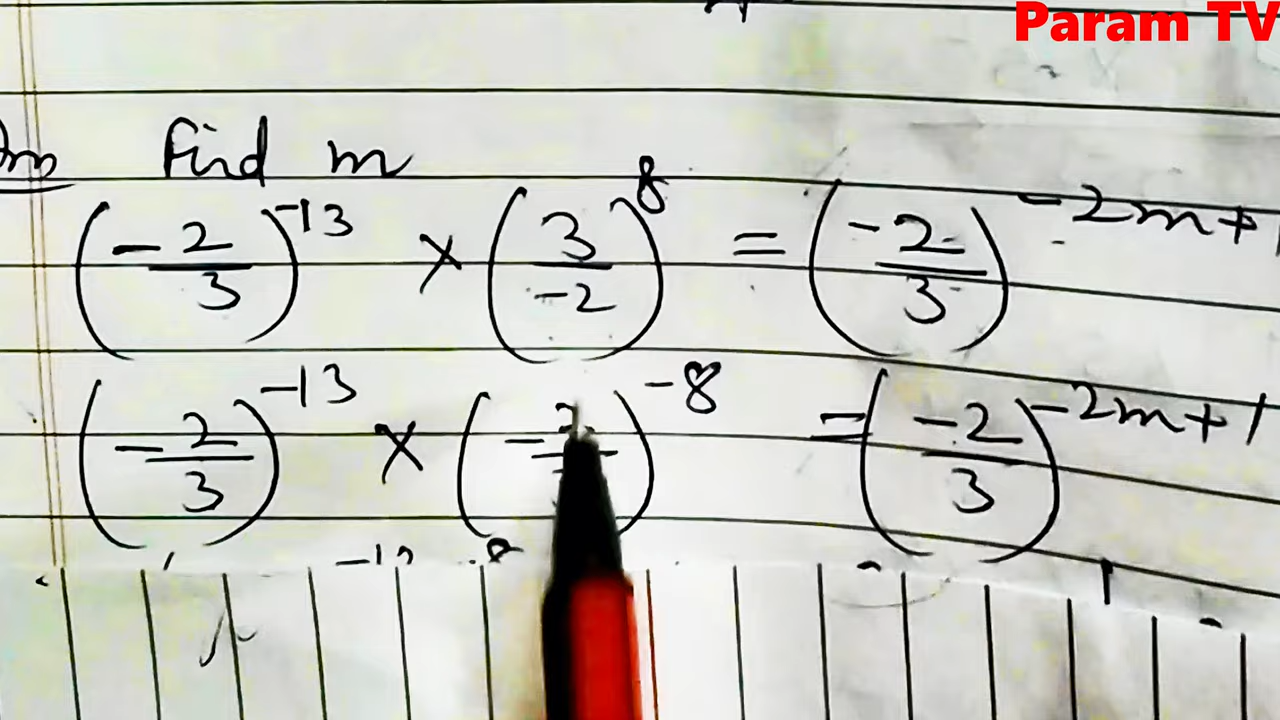 Param TV
Find m
(-2/3)^-13 × (3/-2)^8 = (-2/3)^-2m+1
(-2/3)^-13 × (-2/)^-8 = (-2/3)^-2m+1